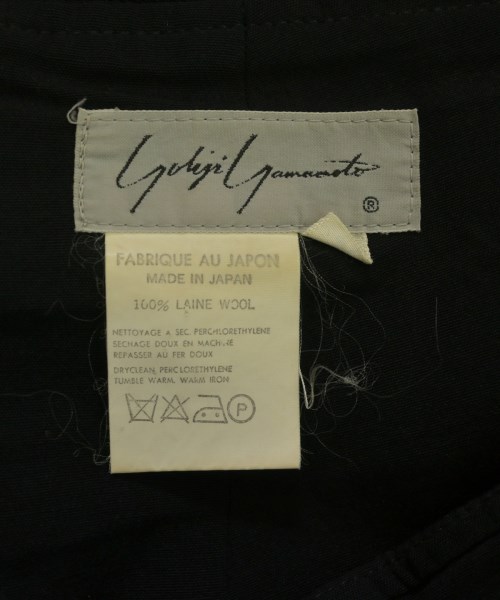 Yohji Yamamoto
®
FABRIQUE AU JAPON
MADE IN JAPAN
100% LAINE WOOL
NETTOYAGE A SEC. PERCHLORETHYLENE
SECHAGE DOUX EN MACHINE
REPASSER AU FER DOUX
DRYCLEAN, PERCLORETHYLENE
TUMBLE WARM, WARM IRON
P